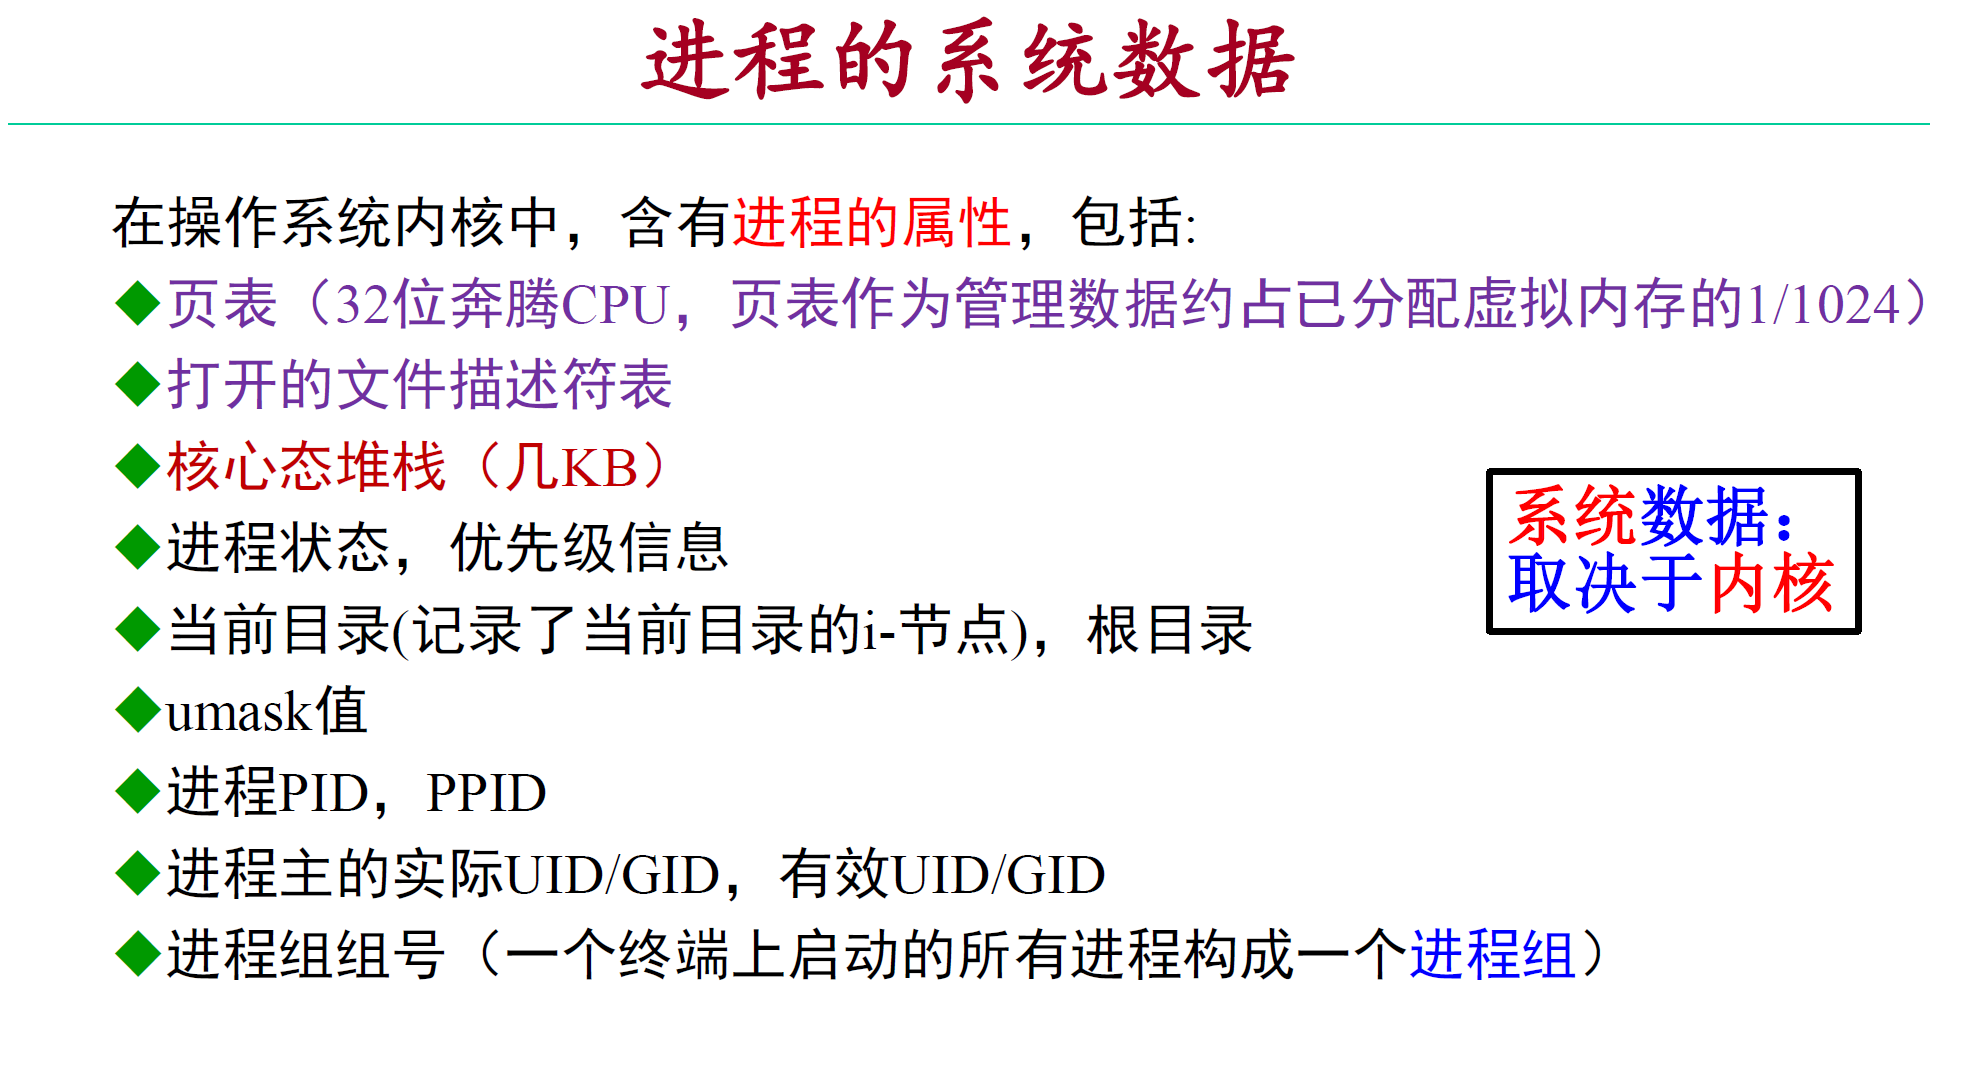 进程的系统数据
在操作系统内核中，含有进程的属性，包括:
◆页表（32位奔腾CPU，页表作为管理数据约占已分配虚拟内存的1/1024）
◆打开的文件描述符表
◆核心态堆栈（几KB）
◆进程状态，优先级信息
◆当前目录(记录了当前目录的i-节点)，根目录
◆umask值
◆进程PID，PPID
◆进程主的实际UID/GID，有效UID/GID
◆进程组组号（一个终端上启动的所有进程构成一个进程组）
系统数据：
取决于内核